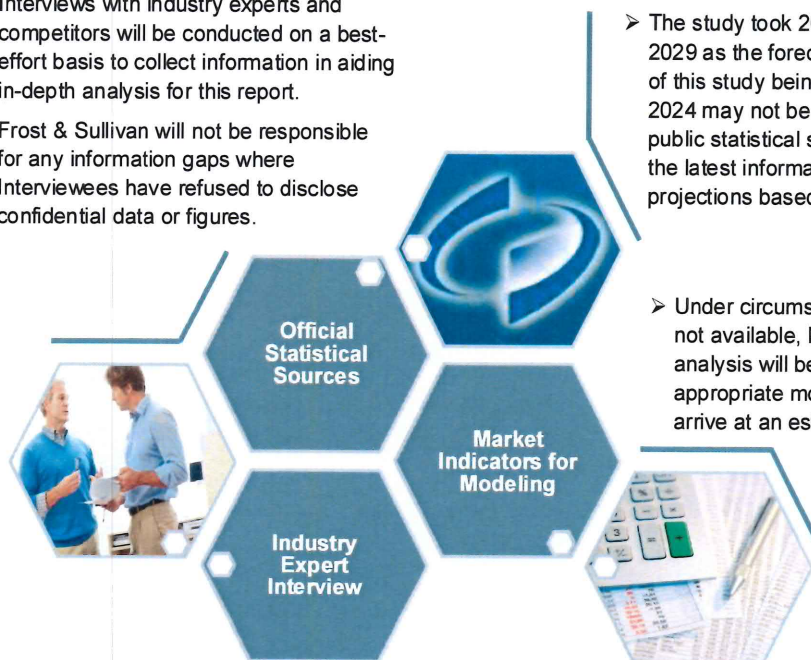 Interviews with industry experts and
competitors will be conducted on a best-
effort basis to collect information in aiding
in-depth analysis for this report.
Frost & Sullivan will not be responsible
for any information gaps where
Interviewees have refused to disclose
confidential data or figures.
➢ The study took 2
2029 as the forec
of this study bein
2024 may not be
public statistical s
the latest informa
projections based
➢ Under circums
not available,
analysis will be
appropriate mo
arrive at an es
Official
Statistical
Sources
Market
Indicators for
Modeling
Industry
Expert
Interview